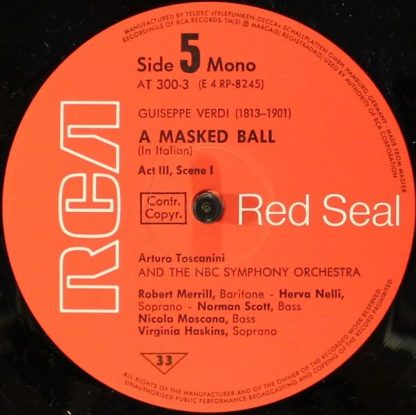 MANUFACTURED BY TELDEC »TELEFUNKEN-DECCA« SCHALLPLATTEN GMBH, HAMBURG, GERMANY · MADE FROM MASTER
RECORDINGS OF RCA RECORDS. TM(S) ® MARCA(S) REGISTRADA(S) USED BY AUTHORITY OF RCA CORPORATION
Side 5 Mono
AT 300-3 (E 4 RP-8245)
GUISEPPE VERDI (1813–1901)
A MASKED BALL
(In Italian)
Act III, Scene I
Contr.
Copyr.
RCA
Red Seal
Arturo Toscanini
AND THE NBC SYMPHONY ORCHESTRA
Robert Merrill, Baritone - Herva Nelli,
Soprano - Norman Scott, Bass
Nicola Moscona, Bass
Virginia Haskins, Soprano
33
ALL RIGHTS OF THE MANUFACTURER AND OF THE OWNER OF THE RECORDED WORK RESERVED
UNAUTHORISED PUBLIC PERFORMANCE BROADCASTING AND COPYING OF THE RECORD PROHIBITED